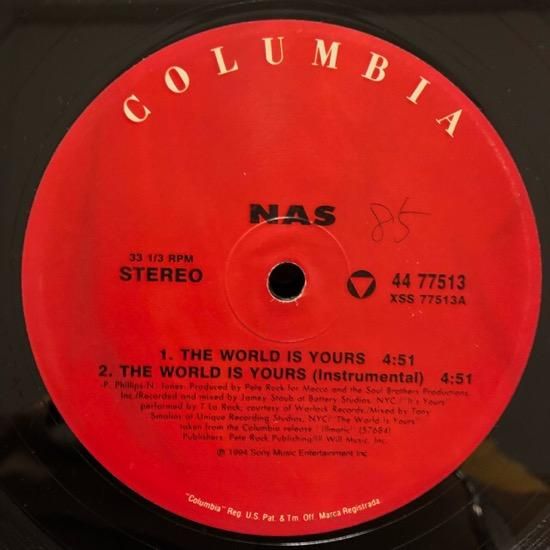 COLUMBIA
NAS
85
33 1/3 RPM
STEREO
44 77513
XSS 77513A
1. THE WORLD IS YOURS 4:51
2. THE WORLD IS YOURS (Instrumental) 4:51
-P. Phillips-N. Jones- Produced by Pete Rock for Mecca and the Soul Brothers Productions,
Inc./Recorded and mixed by Jamey Staub at Battery Studios, NYC/"It's Yours"
performed by T La Rock, courtesy of Warlock Records/Mixed by Tony
Smalios at Unique Recording Studios, NYC/"The World Is Yours"
taken from the Columbia release "Illmatic" (57684)
Publishers: Pete Rock Publishing/Ill Will Music, Inc.
℗ 1994 Sony Music Entertainment Inc.
"Columbia" Reg. U.S. Pat. & Tm. Off. Marca Registrada.